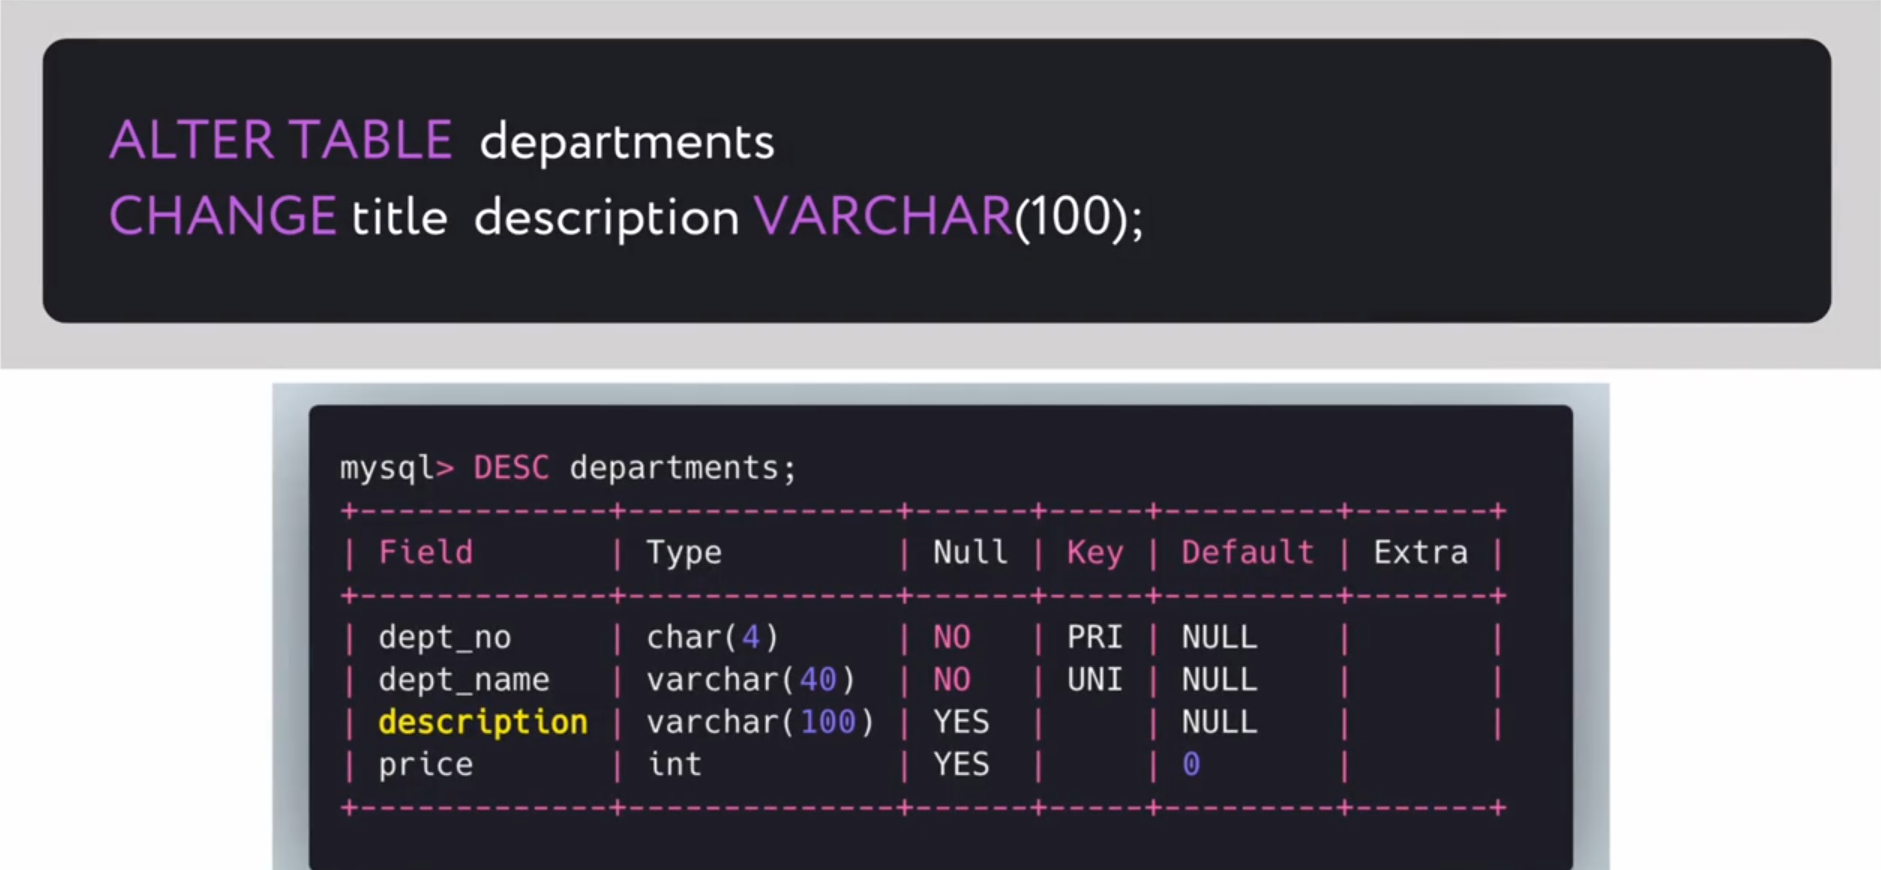 ALTER TABLE departments
CHANGE title description VARCHAR(100);
mysql> DESC departments;
+-------------+--------------+------+-----+---------+-------+
| Field       | Type         | Null | Key | Default | Extra |
+-------------+--------------+------+-----+---------+-------+
| dept_no     | char(4)      | NO   | PRI | NULL    |       |
| dept_name   | varchar(40)  | NO   | UNI | NULL    |       |
| description | varchar(100) | YES  |     | NULL    |       |
| price       | int          | YES  |     | 0       |
+-------------+--------------+------+-----+---------+-------+